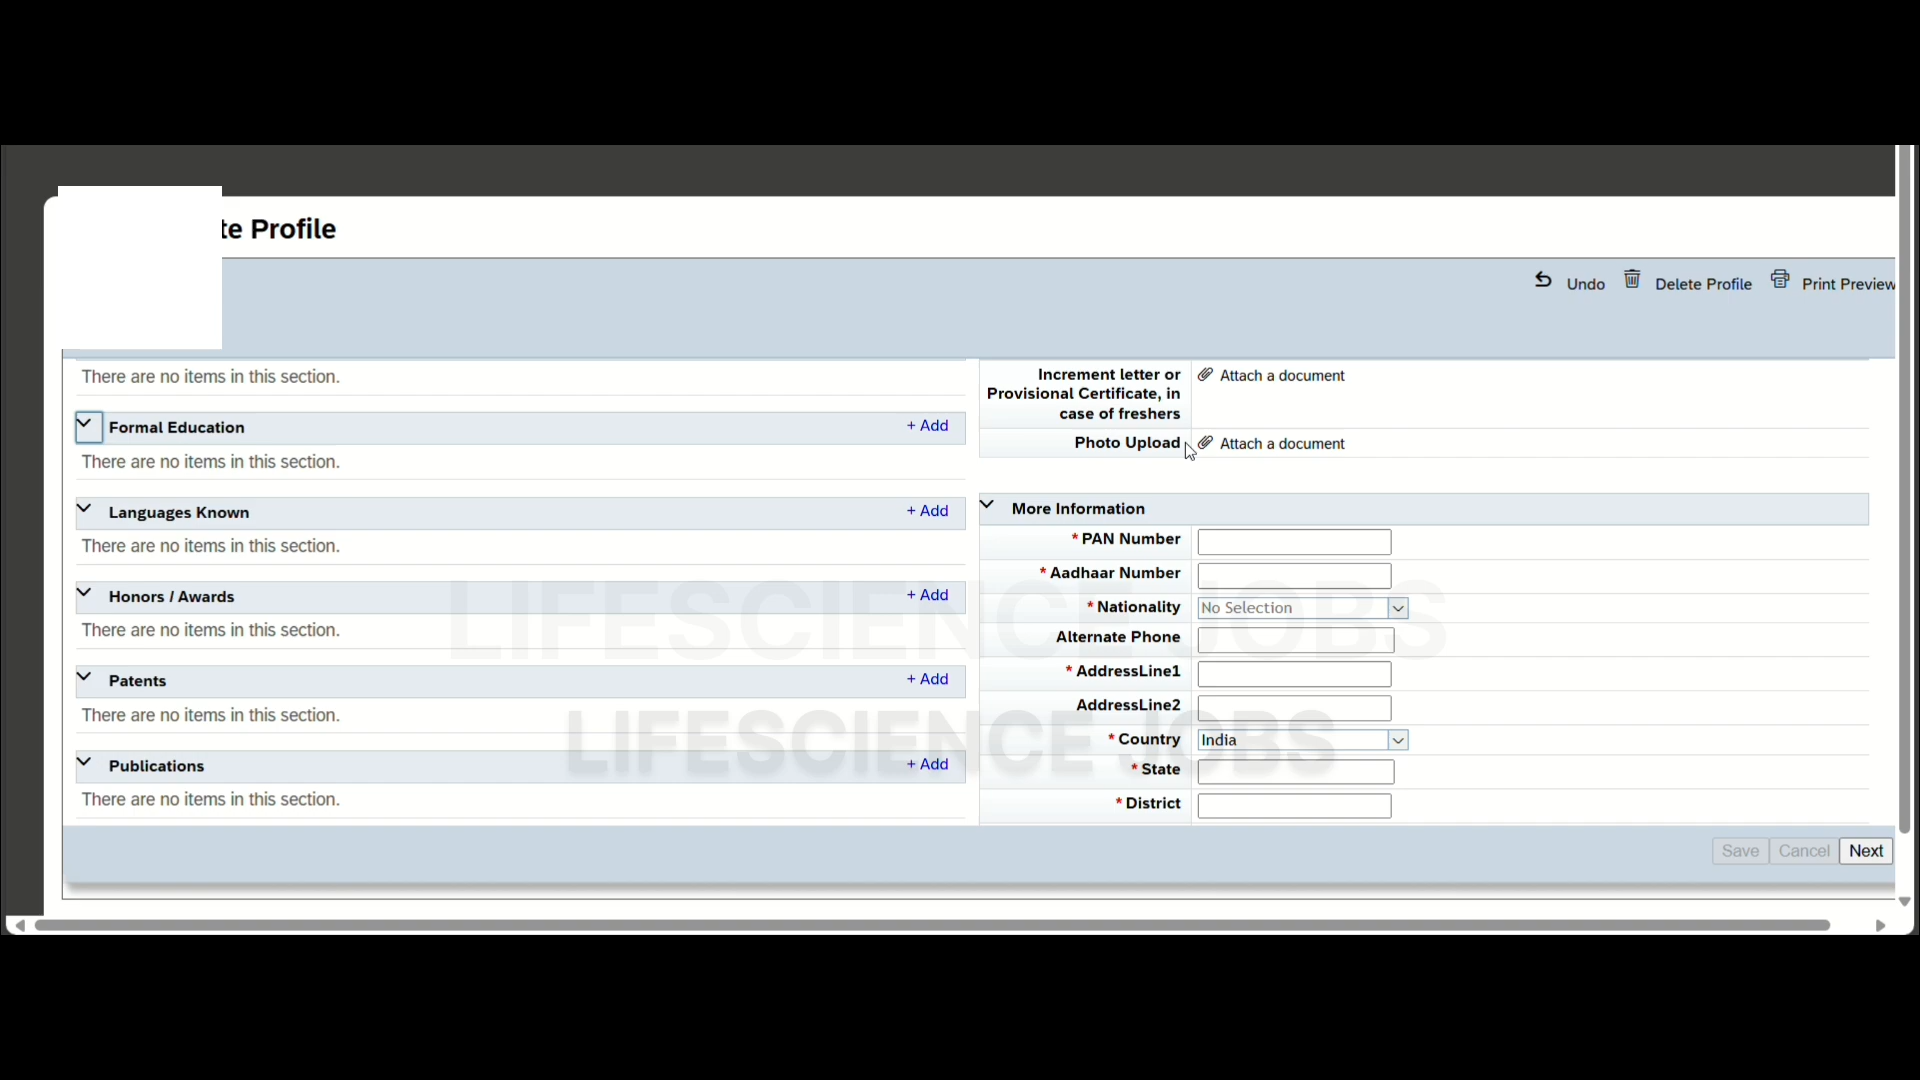 te Profile
Undo Delete Profile Print Preview
There are no items in this section.
Formal Education + Add
There are no items in this section.
Languages Known + Add
There are no items in this section.
Honors / Awards + Add
There are no items in this section.
Patents + Add
There are no items in this section.
Publications + Add
There are no items in this section.
Increment letter or
Provisional Certificate, in
case of freshers
Attach a document
Photo Upload Attach a document
More Information
* PAN Number
* Aadhaar Number
* Nationality No Selection
Alternate Phone
* AddressLine1
AddressLine2
* Country India
* State
* District
LIFESCIENCE JOBS
LIFESCIENCE JOBS
Save Cancel Next